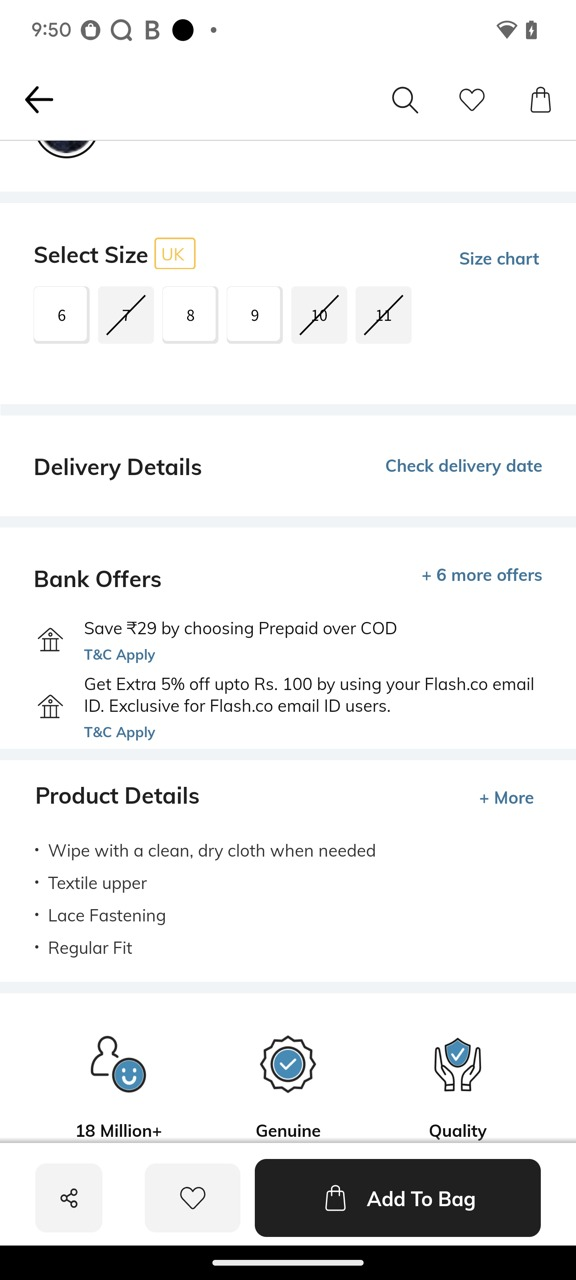 9:50
Select Size UK
Size chart
6 7 8 9 10 11
Delivery Details
Check delivery date
Bank Offers
+ 6 more offers
Save ₹29 by choosing Prepaid over COD
T&C Apply
Get Extra 5% off upto Rs. 100 by using your Flash.co email
ID. Exclusive for Flash.co email ID users.
T&C Apply
Product Details
+ More
• Wipe with a clean, dry cloth when needed
• Textile upper
• Lace Fastening
• Regular Fit
18 Million+ Genuine Quality
Add To Bag